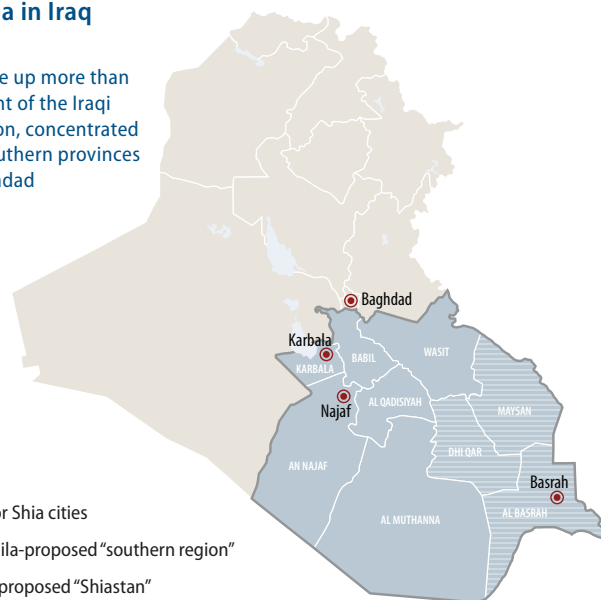 a in Iraq
e up more than
nt of the Iraqi
on, concentrated
uthern provinces
dad
Baghdad
Karbala
WASIT
BABIL
KARBALA
AL QADISIYAH
MAYSAN
Najaf
DHI QAR
AN NAJAF
Basrah
AL BASRAH
AL MUTHANNA
or Shia cities
ila-proposed “southern region”
proposed “Shiastan”